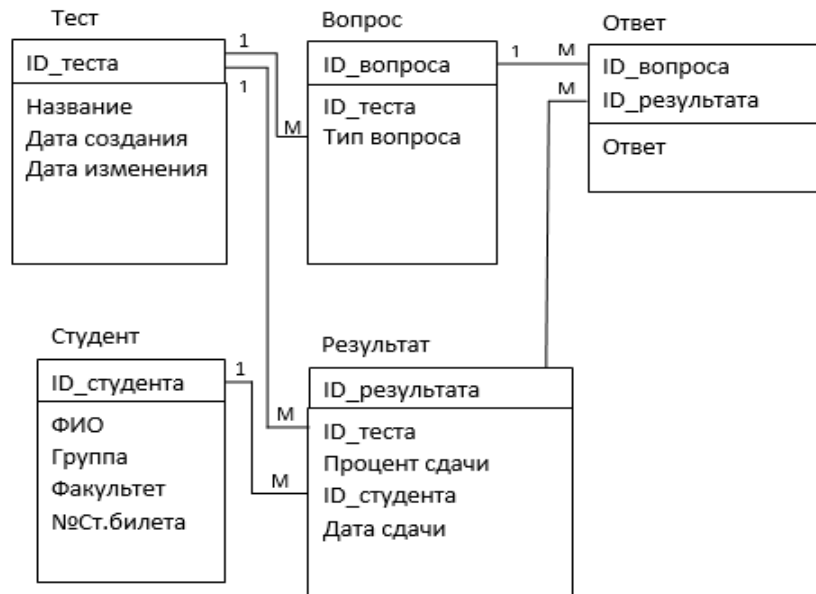 Тест
ID_теста
Название
Дата создания
Дата изменения
1
1
М
Вопрос
ID_вопроса
ID_теста
Тип вопроса
1
М
М
Ответ
ID_вопроса
ID_результата
Ответ
Студент
ID_студента
ФИО
Группа
Факультет
№Ст.билета
1
М
М
Результат
ID_результата
ID_теста
Процент сдачи
ID_студента
Дата сдачи